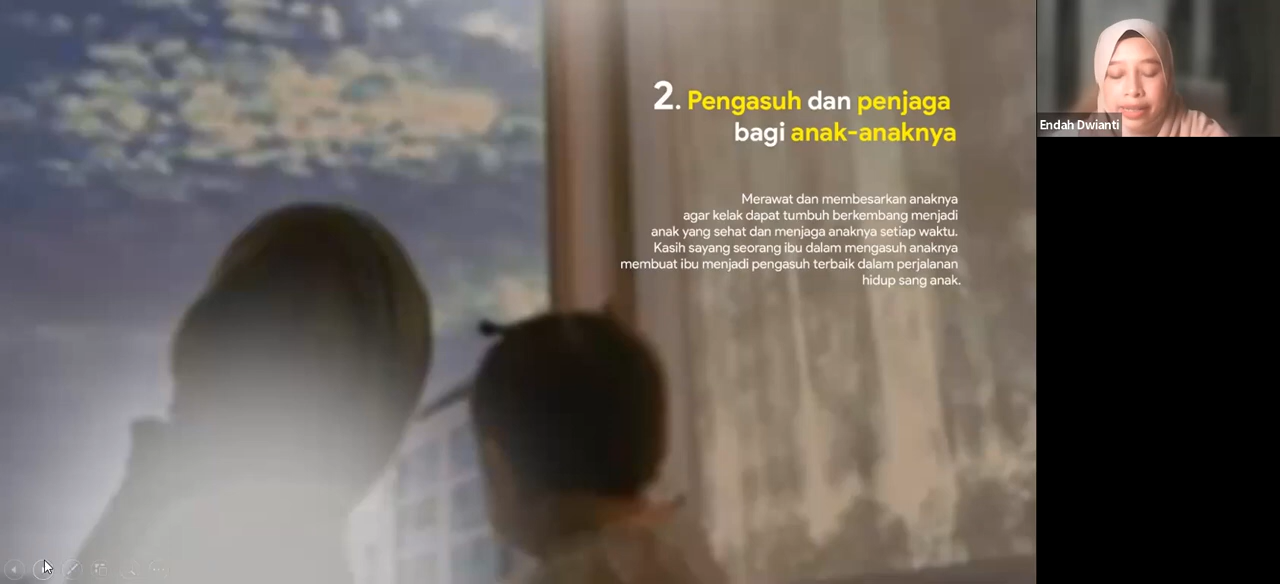 2. Pengasuh dan penjaga
bagi anak-anaknya
Merawat dan membesarkan anaknya
agar kelak dapat tumbuh berkembang menjadi
anak yang sehat dan menjaga anaknya setiap waktu.
Kasih sayang seorang ibu dalam mengasuh anaknya
membuat ibu menjadi pengasuh terbaik dalam perjalanan
hidup sang anak.
Endah Dwianti